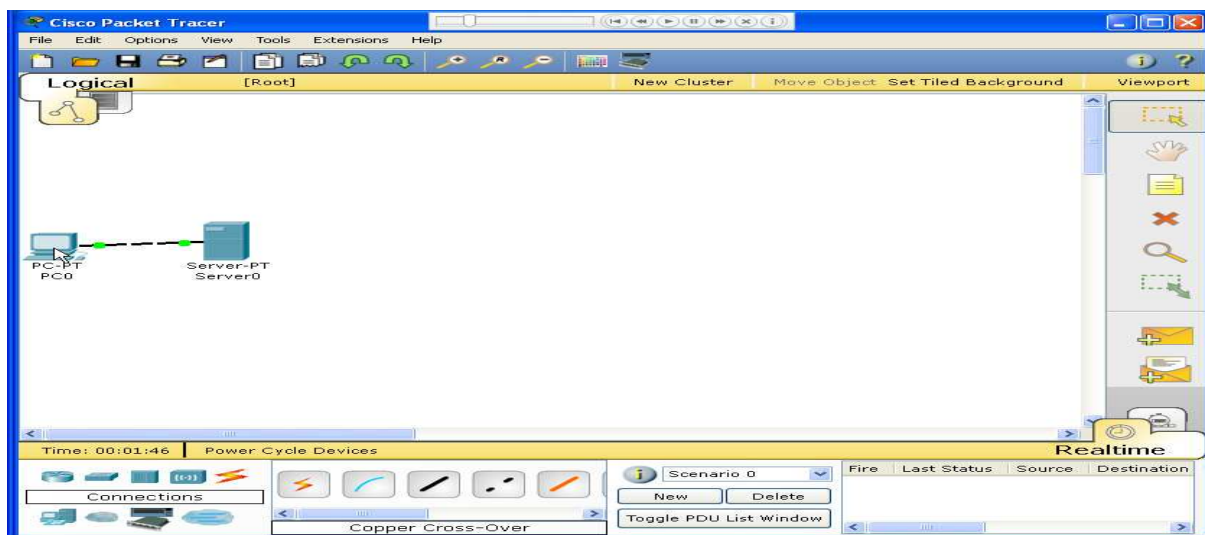 Cisco Packet Tracer
File Edit Options View Tools Extensions Help
Logical [Root] New Cluster Move Object Set Tiled Background Viewport
PC-PT
PC0
Server-PT
Server0
Time: 00:01:46 Power Cycle Devices Realtime
Connections
Copper Cross-Over
Scenario 0
New Delete
Toggle PDU List Window
Fire Last Status Source Destination